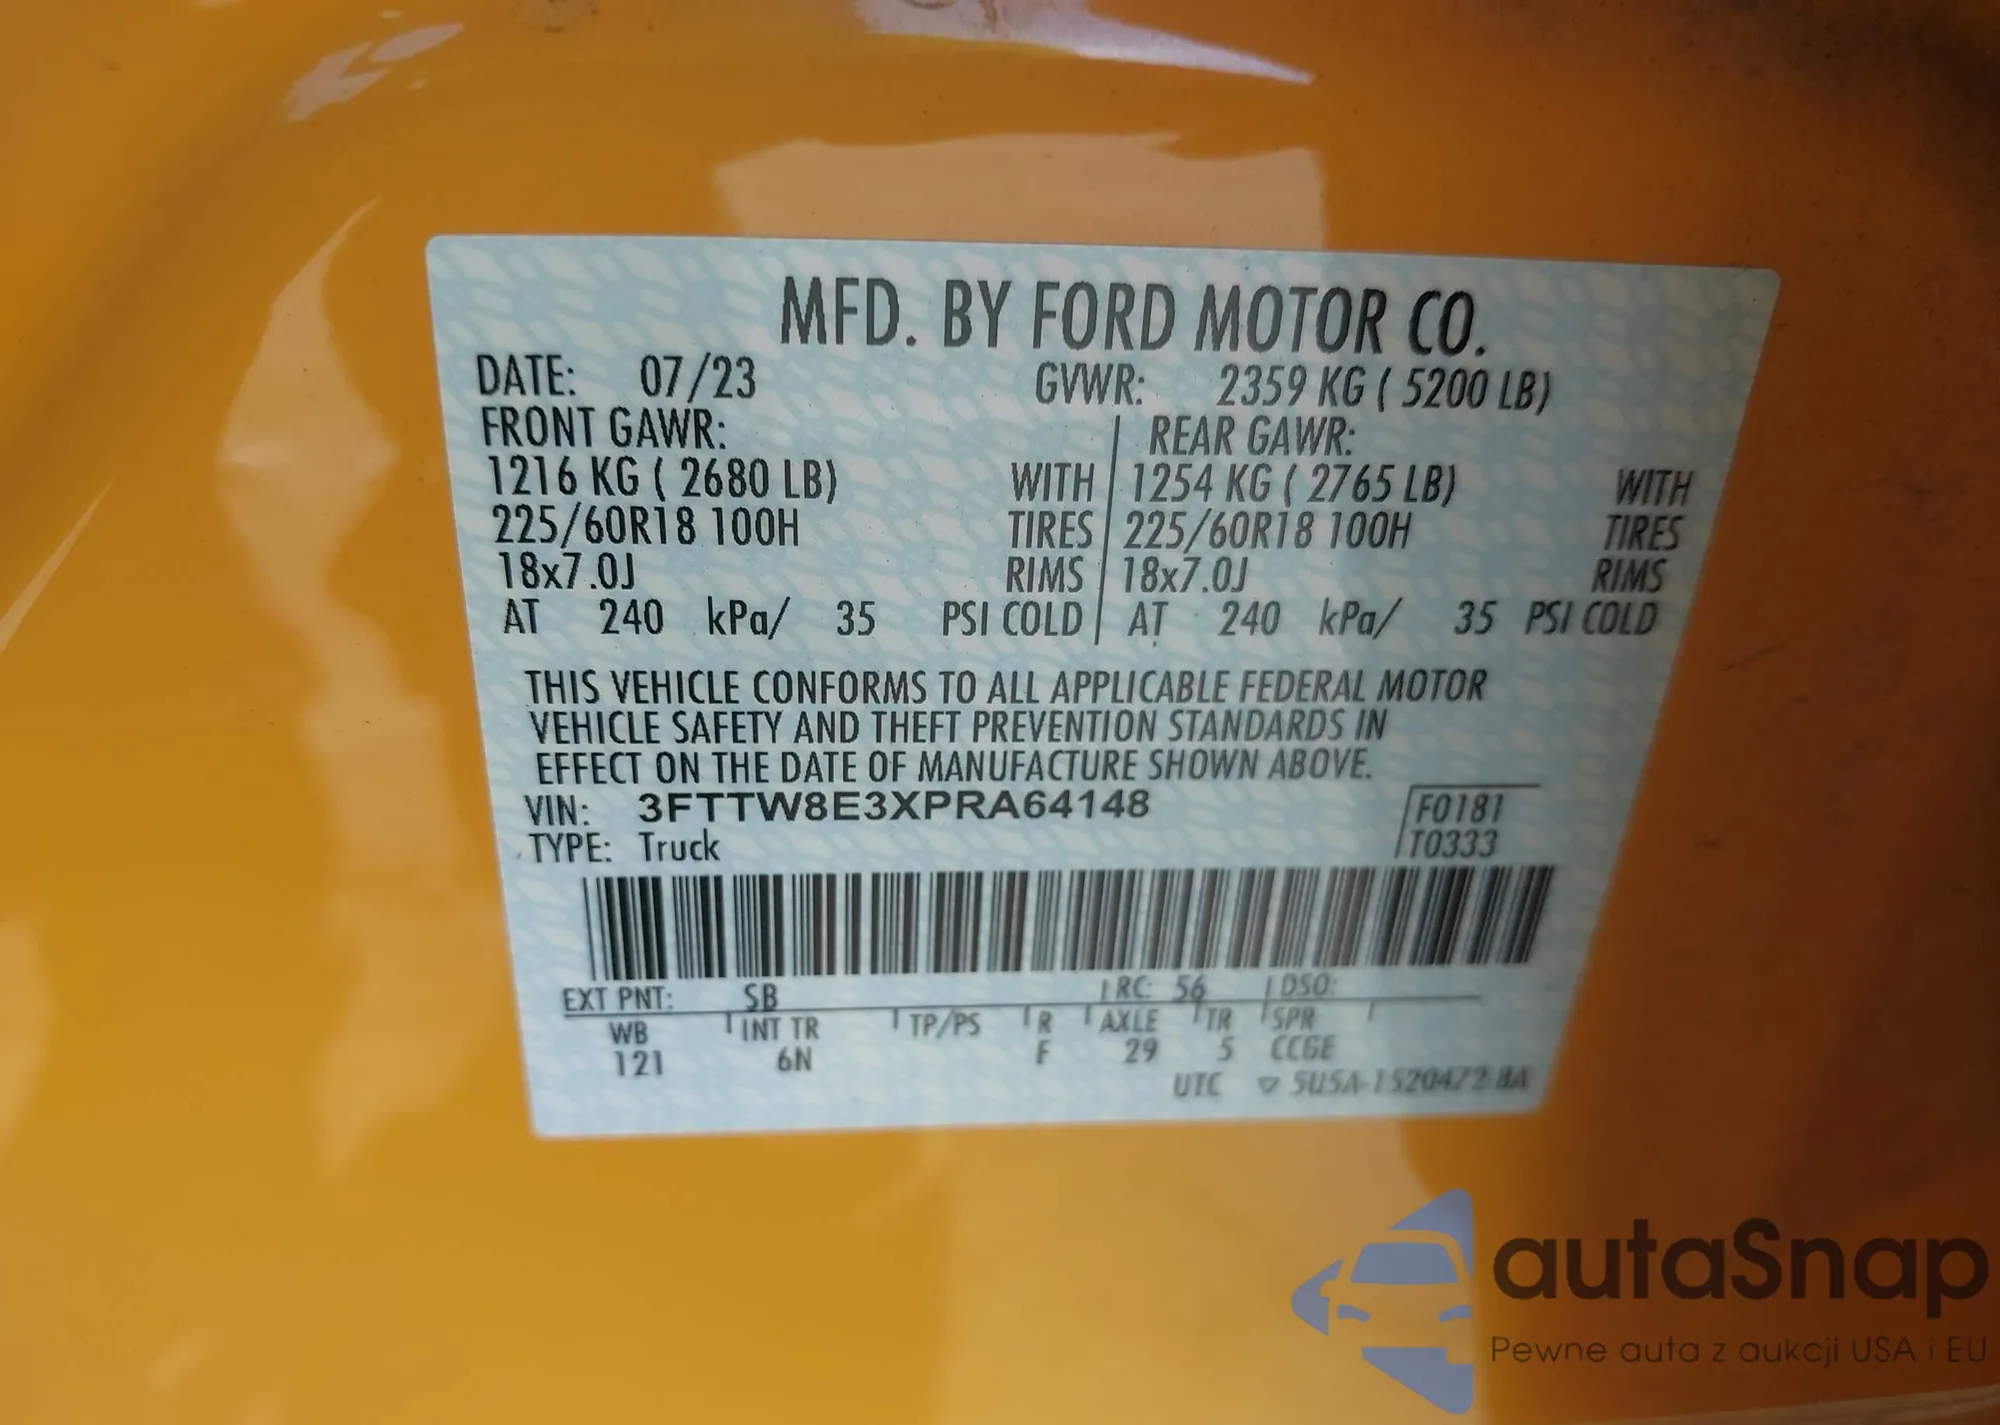 MFD. BY FORD MOTOR CO.
DATE: 07/23 GVWR: 2359 KG ( 5200 LB)
FRONT GAWR: REAR GAWR:
1216 KG ( 2680 LB) WITH 1254 KG ( 2765 LB) WITH
225/60R18 100H TIRES 225/60R18 100H TIRES
18x7.0J RIMS 18x7.0J RIMS
AT 240 kPa/ 35 PSI COLD AT 240 kPa/ 35 PSI COLD
THIS VEHICLE CONFORMS TO ALL APPLICABLE FEDERAL MOTOR
VEHICLE SAFETY AND THEFT PREVENTION STANDARDS IN
EFFECT ON THE DATE OF MANUFACTURE SHOWN ABOVE.
VIN: 3FTTW8E3XPRA64148 F0181
TYPE: Truck T0333
EXT PNT: SB RC: 56 DSO:
WB INT TR TP/PS R AXLE TR SPR
121 6N F 29 5 CCGE
UTC ▽ 5USA-1520472-BA
autaSnap
Pewne auta z aukcji USA i EU